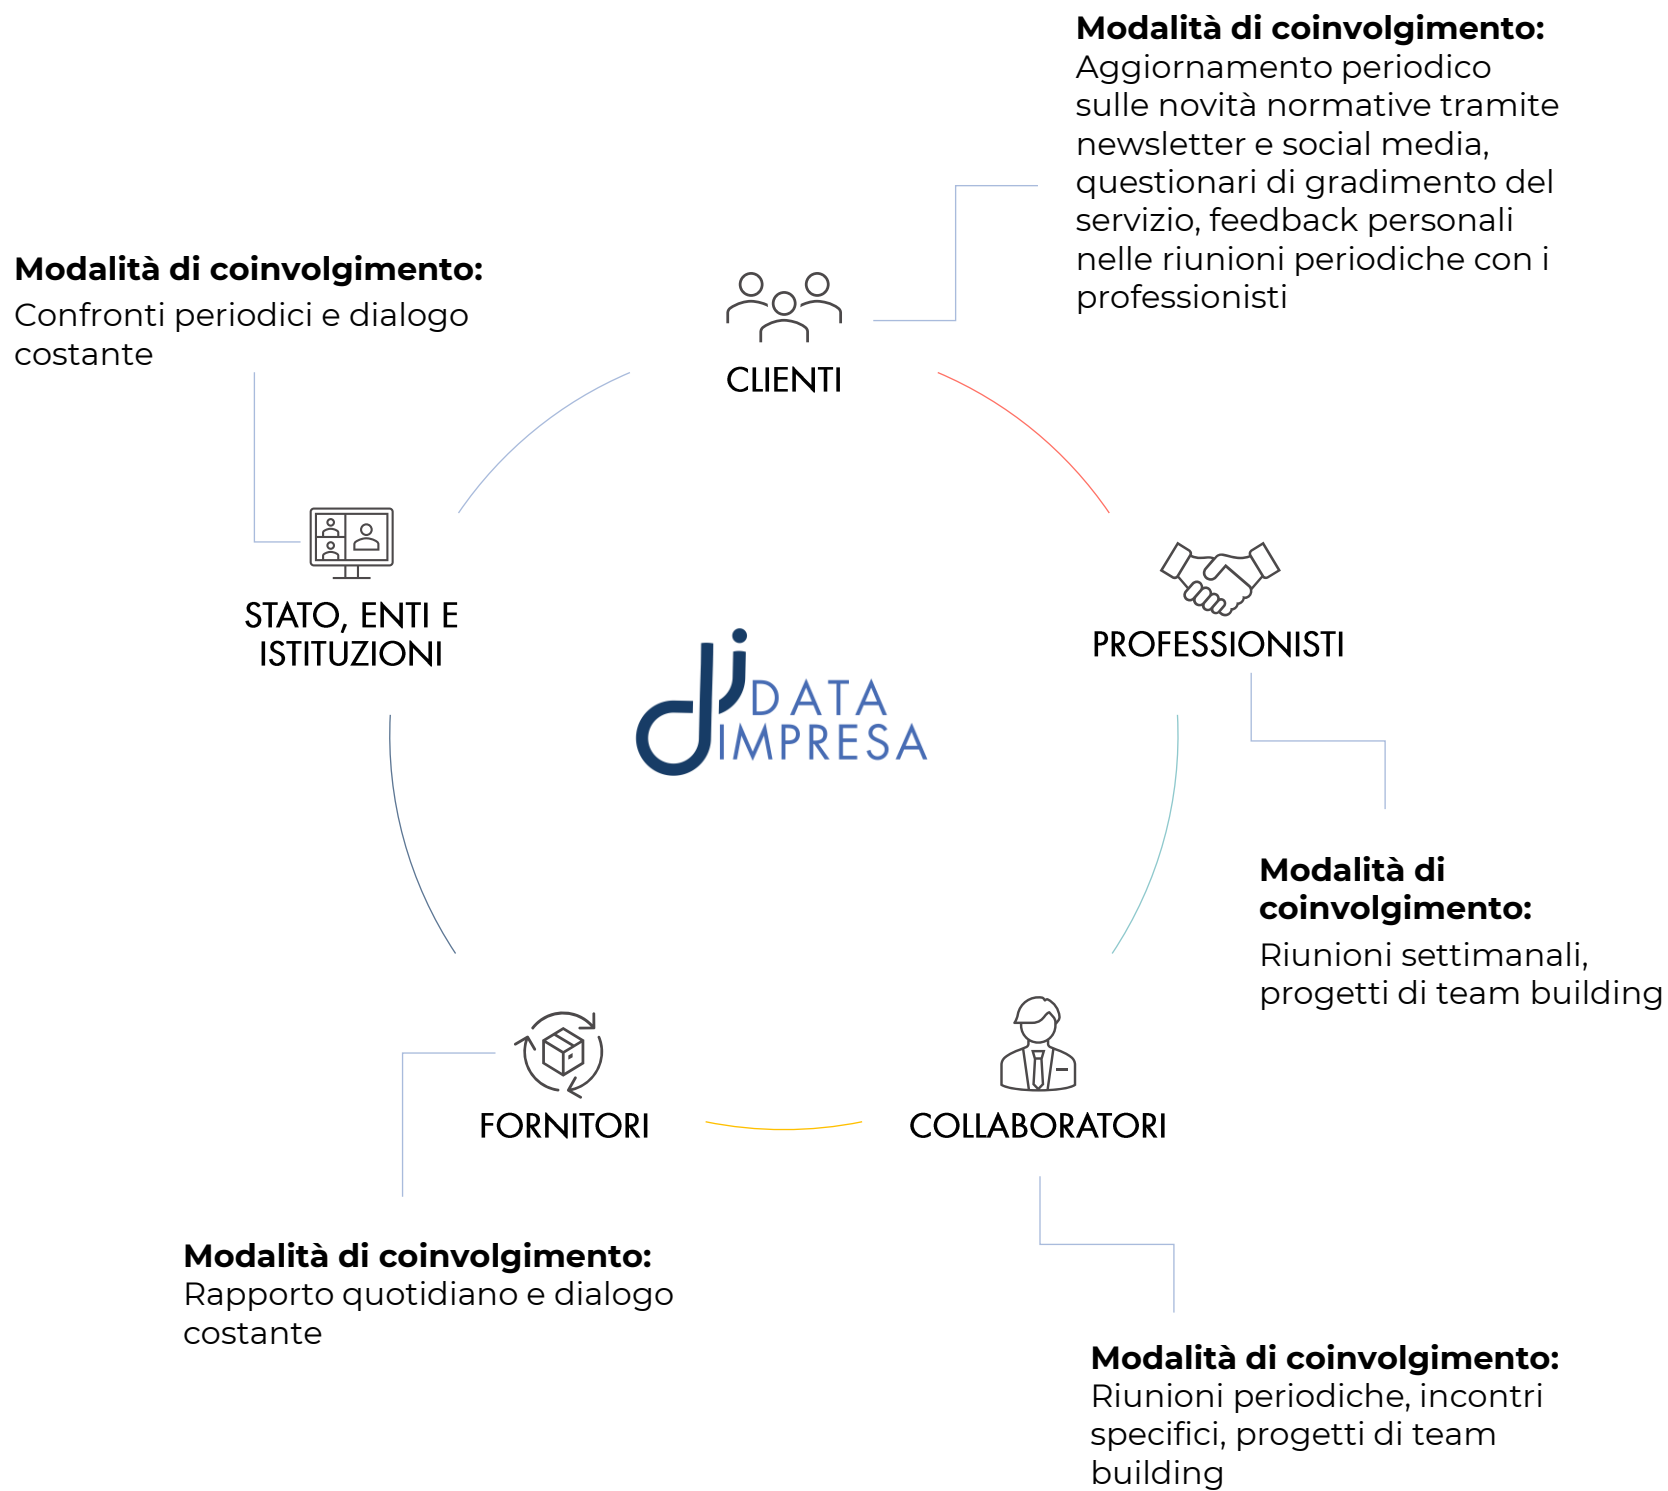 Modalità di coinvolgimento:
Aggiornamento periodico
sulle novità normative tramite
newsletter e social media,
questionari di gradimento del
servizio, feedback personali
nelle riunioni periodiche con i
professionisti
Modalità di coinvolgimento:
Confronti periodici e dialogo
costante
CLIENTI
STATO, ENTI E
ISTITUZIONI
PROFESSIONISTI
DATA
IMPRESA
Modalità di
coinvolgimento:
Riunioni settimanali,
progetti di team building
FORNITORI
COLLABORATORI
Modalità di coinvolgimento:
Rapporto quotidiano e dialogo
costante
Modalità di coinvolgimento:
Riunioni periodiche, incontri
specifici, progetti di team
building